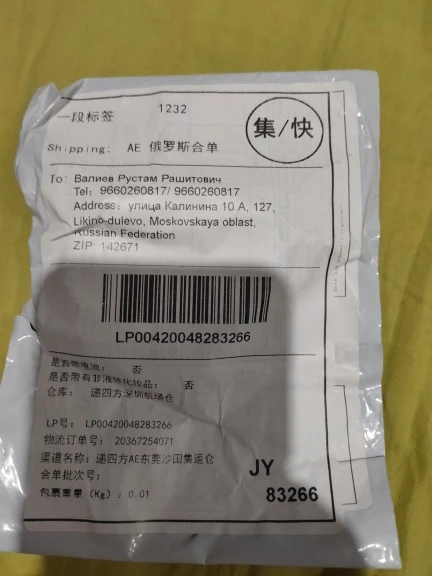 一段标签 1232
集/快
Shipping: AE 俄罗斯合单
To: Валиев Рустам Рашитович
Tel: 9660260817/ 9660260817
Address: улица Калинина 10 А, 127,
Likino-dulevo, Moskovskaya oblast,
Russian Federation
ZIP: 142671
LP00420048283266
是否带电池: 否
是否带有非液体化妆品: 否
仓库: 递四方深圳机场仓
LP号: LP00420048283266
物流订单号: 20367254071
渠道名称: 递四方AE东莞沙田集运仓
合单批次号:
JY
83266
包裹重量 (Kg): 0.01